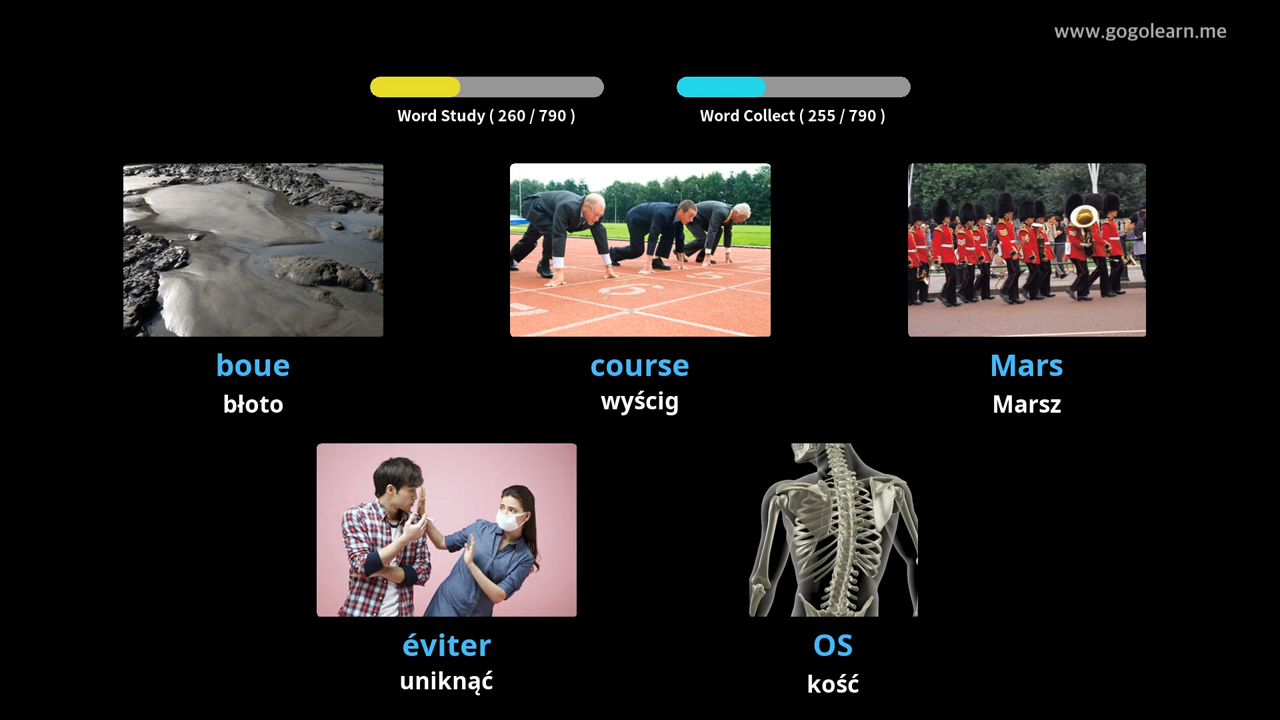 www.gogolearn.me
Word Study ( 260 / 790 )
Word Collect ( 255 / 790 )
boue
błoto
course
wyścig
Mars
Marsz
éviter
uniknąć
OS
kość